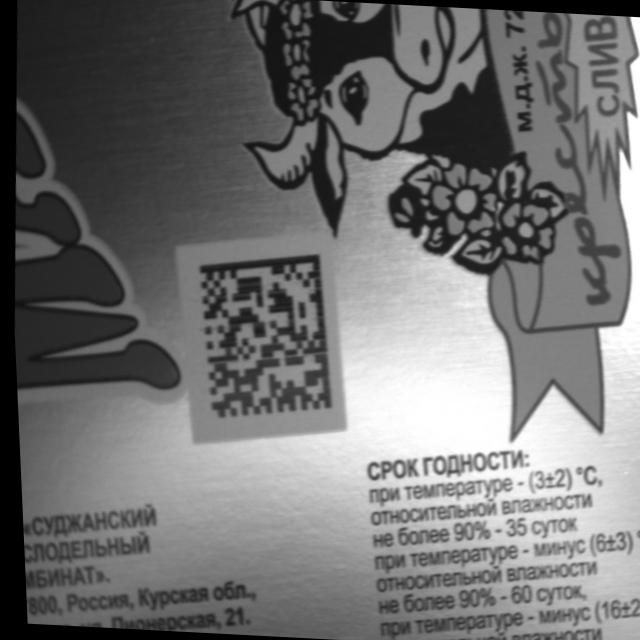 м.д.ж. 72
СЛИВ
СРОК ГОДНОСТИ:
при температуре - (3±2) °C,
относительной влажности
не более 90% - 35 суток
при температуре - минус (6±3) °
относительной влажности
не более 90% - 60 суток,
при температуре - минус (16±2
«СУДЖАНСКИЙ
СЛОДЕЛЬНЫЙ
МБИНАТ».
800, Россия, Курская обл.,
Пионерская, 21.